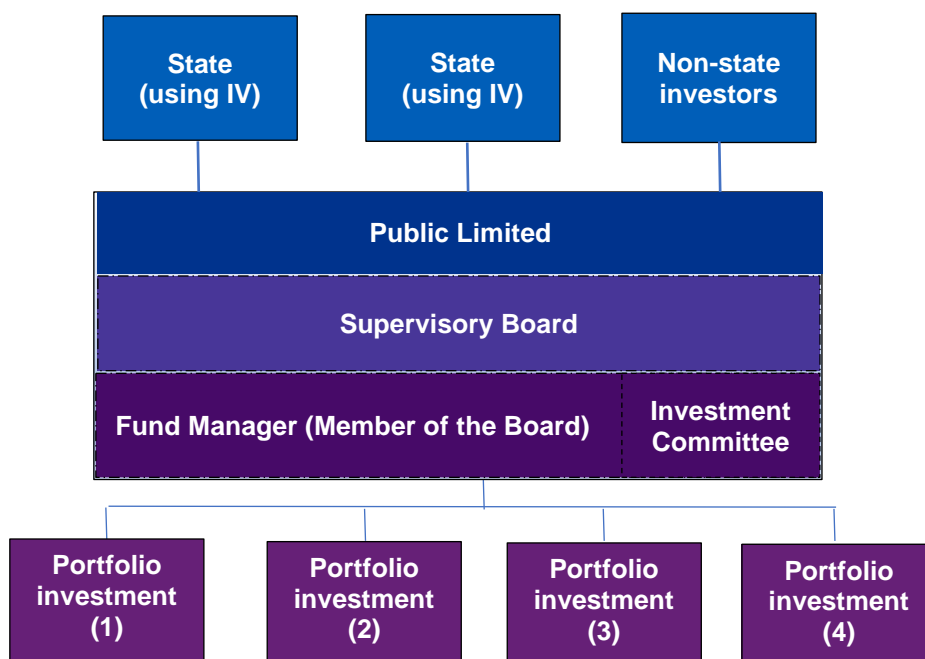 State
(using IV)
State
(using IV)
Non-state
investors
Public Limited
Supervisory Board
Fund Manager (Member of the Board)
Investment
Committee
Portfolio
investment
(1)
Portfolio
investment
(2)
Portfolio
investment
(3)
Portfolio
investment
(4)